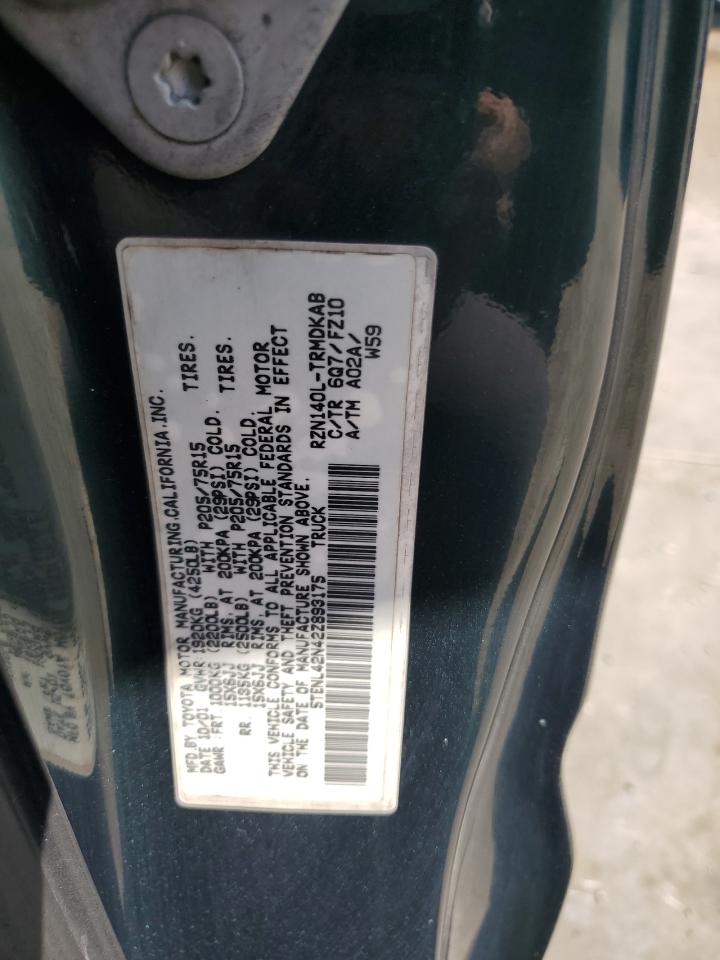 MFD.BY TOYOTA MOTOR MANUFACTURING.CALIFORNIA.INC.
DATE 10/01 GVWR 1920KG (4250LB)
GAWR :FRT.1000KG (2200LB) WITH P205/75R15 TIRES.
15X6JJ RIMS. AT 200KPA (29PSI) COLD.
RR. 1135KG (2500LB) WITH P205/75R15 TIRES.
15X6JJ RIMS. AT 200KPA (29PSI) COLD.
THIS VEHICLE CONFORMS TO ALL APPLICABLE FEDERAL MOTOR
VEHICLE SAFETY AND THEFT PREVENTION STANDARDS IN EFFECT
ON THE DATE OF MANUFACTURE SHOWN ABOVE.
5TENL42N42Z893175 TRUCK
RZN140L-TRMDKAB
C/TR 6Q7/FZ10
A/TM A02A/
W59